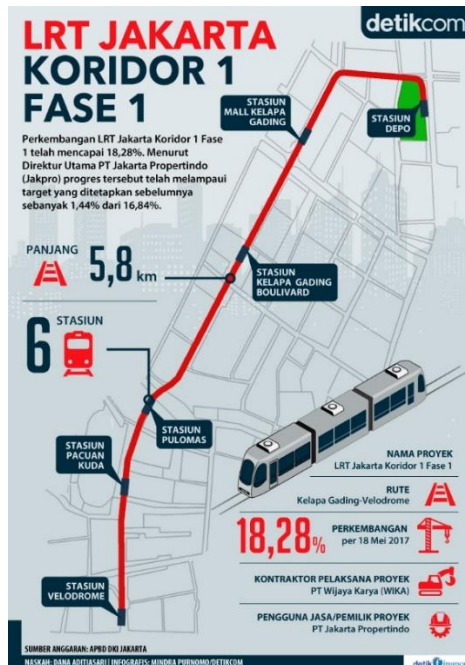 detikcom
LRT JAKARTA
KORIDOR 1
FASE 1
Perkembangan LRT Jakarta Koridor 1 Fase
1 telah mencapai 18,28%. Menurut
Direktur Utama PT Jakarta Propertindo
(Jakpro) progres tersebut telah melampaui
target yang ditetapkan sebelumnya
sebanyak 1,44% dari 16,84%.
STASIUN
MALL KELAPA
GADING
STASIUN
DEPO
PANJANG
5,8 km
STASIUN
KELAPA GADING
BOULIVARD
6 STASIUN
STASIUN
PULOMAS
STASIUN
PACUAN
KUDA
STASIUN
VELODROME
NAMA PROYEK
LRT Jakarta Koridor 1 Fase 1
RUTE
Kelapa Gading-Velodrome
18,28%
PERKEMBANGAN
per 18 Mei 2017
KONTRAKTOR PELAKSANA PROYEK
PT Wijaya Karya (WIKA)
PENGGUNA JASA/PEMILIK PROYEK
PT Jakarta Propertindo
SUMBER ANGGARAN: APBD DKI JAKARTA
NASKAH: DANA ADITIASARI | INFOGRAFIS: MINDRA PURNOMO/DETIKCOM
detik